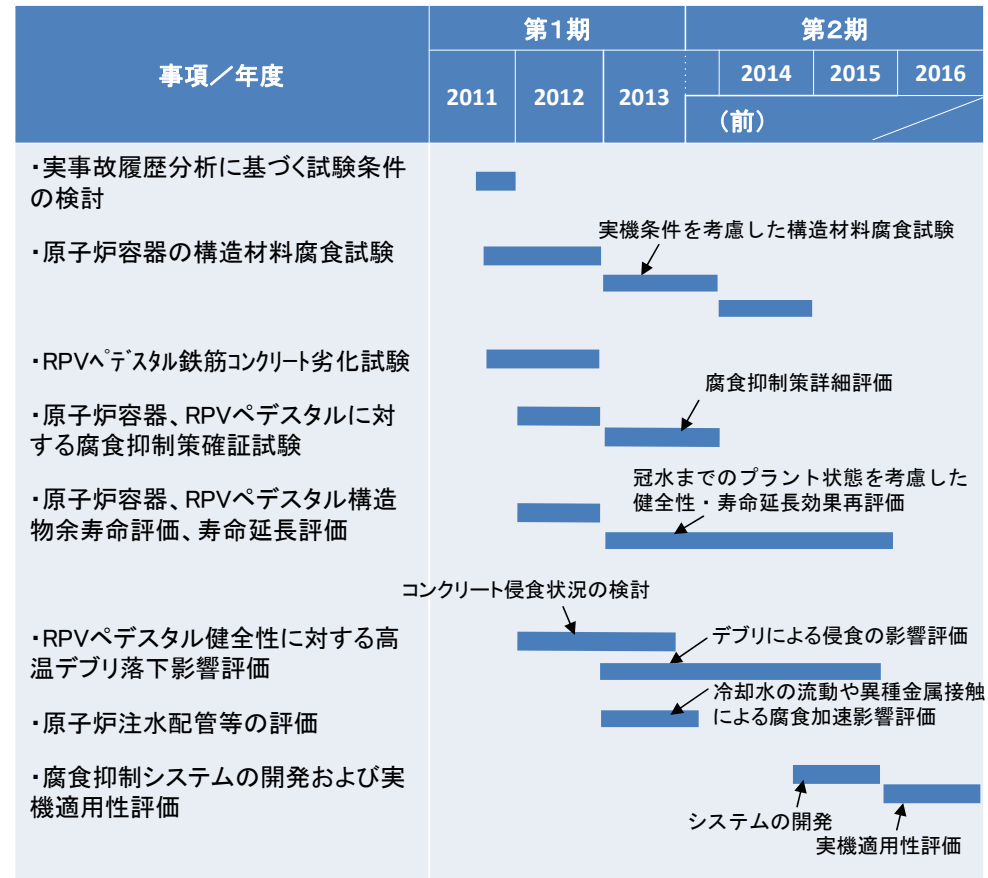 事項／年度
第１期
第２期
2011
2012
2013
2014
2015
2016
（前）
・実事故履歴分析に基づく試験条件
の検討
・原子炉容器の構造材料腐食試験
実機条件を考慮した構造材料腐食試験
・RPVﾍﾟﾃﾞｽﾀﾙ鉄筋ｺﾝｸﾘｰﾄ劣化試験
腐食抑制策詳細評価
・原子炉容器、RPVペデスタルに対
する腐食抑制策確証試験
冠水までのプラント状態を考慮した
健全性・寿命延長効果再評価
・原子炉容器、RPVペデスタル構造
物余寿命評価、寿命延長評価
コンクリート侵食状況の検討
・RPVペデスタル健全性に対する高
温デブリ落下影響評価
デブリによる侵食の影響評価
冷却水の流動や異種金属接触
による腐食加速影響評価
・原子炉注水配管等の評価
・腐食抑制システムの開発および実
機適用性評価
システムの開発
実機適用性評価